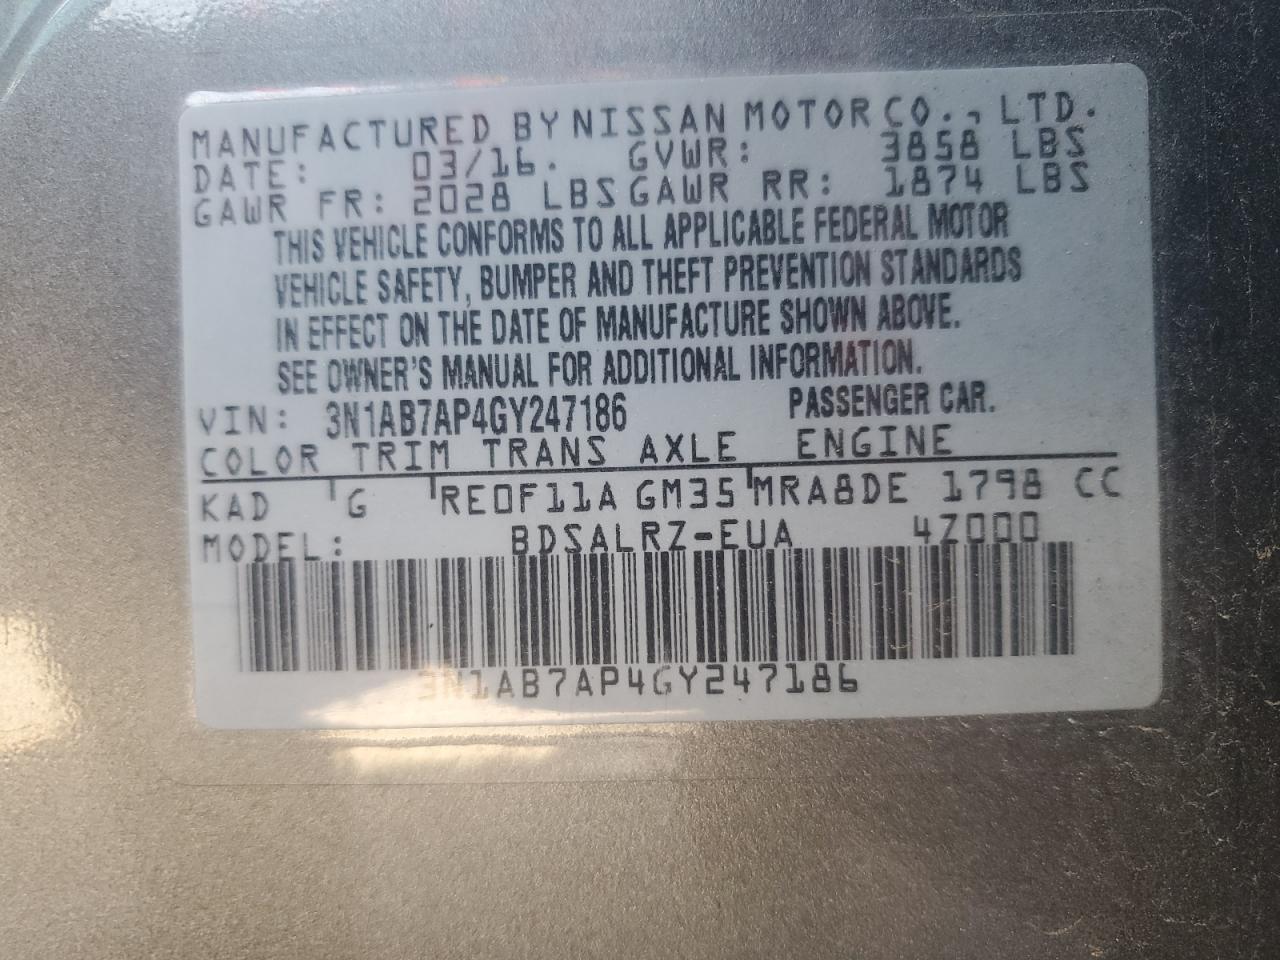 MANUFACTURED BY NISSAN MOTOR CO., LTD.
DATE: 03/16. GVWR: 3858 LBS
GAWR FR: 2028 LBS GAWR RR: 1874 LBS
THIS VEHICLE CONFORMS TO ALL APPLICABLE FEDERAL MOTOR
VEHICLE SAFETY, BUMPER AND THEFT PREVENTION STANDARDS
IN EFFECT ON THE DATE OF MANUFACTURE SHOWN ABOVE.
SEE OWNER'S MANUAL FOR ADDITIONAL INFORMATION.
VIN: 3N1AB7AP4GY247186 PASSENGER CAR.
COLOR TRIM TRANS AXLE ENGINE
KAD G RE0F11A GM35 MRA8DE 1798 CC
MODEL: BDSALRZ-EUA 4Z000
3N1AB7AP4GY247186